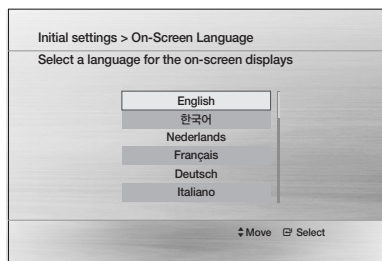 Initial settings > On-Screen Language
Select a language for the on-screen displays
English
한국어
Nederlands
Français
Deutsch
Italiano
Move Select